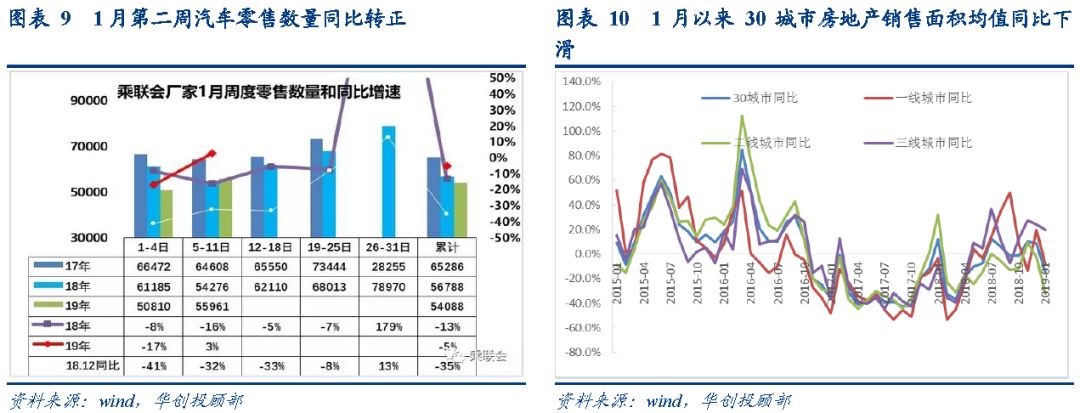 图表 9 1 月第二周汽车零售数量同比转正
乘联会厂家1月周度零售数量和同比增速
90000
70000
50000
30000
50%
40%
30%
20%
10%
0%
-10%
-20%
-30%
-40%
-50%
1-4日 5-11日 12-18日 19-25日 26-31日 累计
17年 66472 64608 65550 73444 28255 65286
18年 61185 54276 62110 68013 78970 56788
19年 50810 55961 54088
18年 -8% -16% -5% -7% 179% -13%
19年 -17% 3% -5%
18.12同比 -41% -32% -33% -8% 13% -35%
乘联会
资料来源：wind，华创投顾部
图表 10 1 月以来 30 城市房地产销售面积均值同比下
滑
140.0%
120.0%
100.0%
80.0%
60.0%
40.0%
20.0%
0.0%
-20.0%
-40.0%
-60.0%
-80.0%
30城市同比 一线城市同比
二线城市同比 三线城市同比
2015-01 2015-04 2015-07 2015-10 2016-01 2016-04 2016-07 2016-10 2017-01 2017-04 2017-07 2017-10 2018-01 2018-04 2018-07 2018-10 2019-01
资料来源：wind，华创投顾部